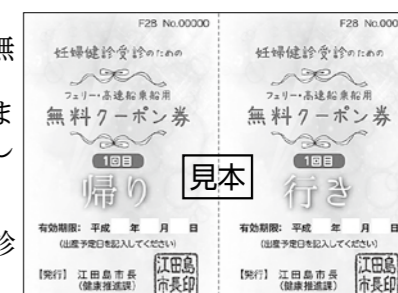 無
ま
し
診
F28 No.00000
妊婦健診受診のための
フェリー・高速船乗船用
無料クーポン券
1回目
帰り
有効期限: 平成 年 月 日
(出産予定日を記入してください)
【発行】 江田島市長
(健康推進課)
江田島
市長印
見本
F28 No.000
妊婦健診受診のための
フェリー・高速船乗船用
無料クーポン券
1回目
行き
有効期限: 平成 年 月 日
(出産予定日を記入してください)
【発行】 江田島市長
(健康推進課)
江田島
市長印